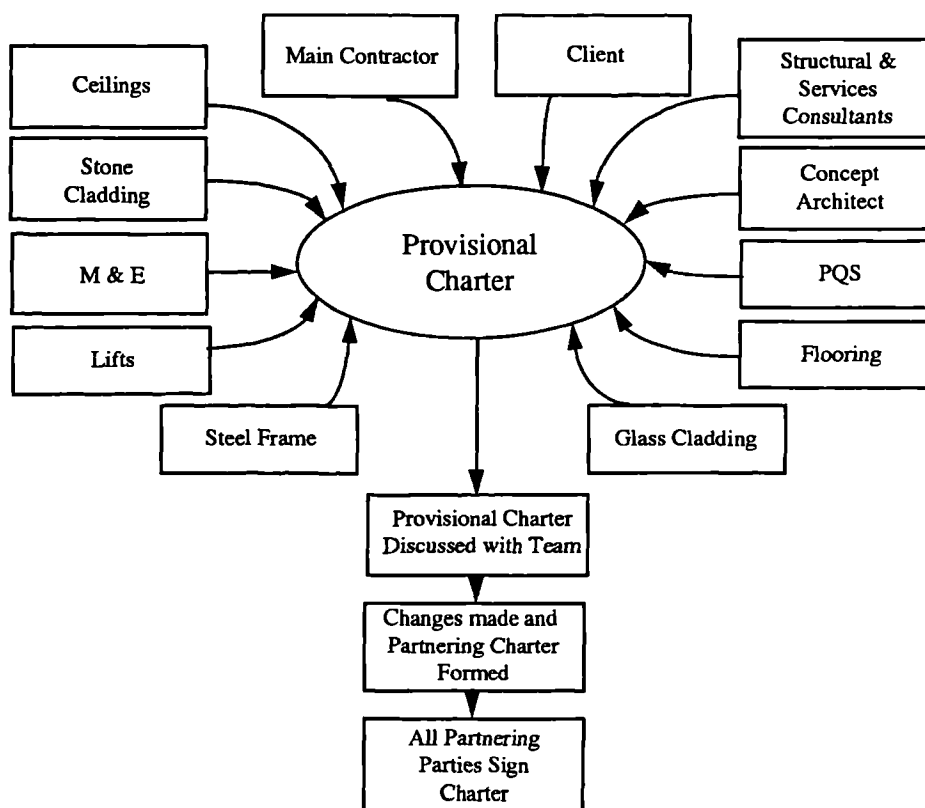 Main Contractor
Client
Ceilings
Structural &
Services
Consultants
Stone
Cladding
Concept
Architect
Provisional
Charter
M & E
PQS
Lifts
Flooring
Steel Frame
Glass Cladding
Provisional Charter
Discussed with Team
Changes made and
Partnering Charter
Formed
All Partnering
Parties Sign
Charter